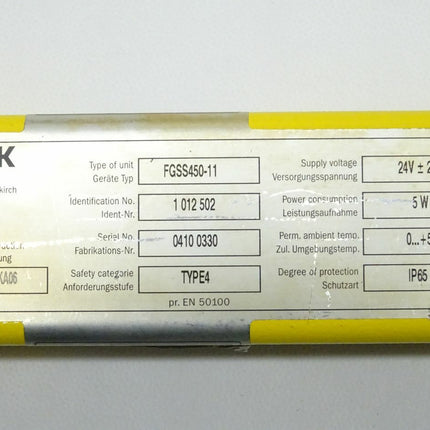 K
Type of unit FGSS450-11 Supply voltage 24V ± 2
Geräte Typ Versorgungsspannung
kirch
Identification No. 1 012 502 Power consumption 5 W
Ident-Nr. Leistungsaufnahme
Serial No. 0410 0330 Perm. ambient temp. 0...+5
Fabrikations-Nr. Zul. Umgebungstemp.
ung
KA06 Safety categorie TYPE4 Degree of protection IP65
Anforderungsstufe Schutzart
pr. EN 50100